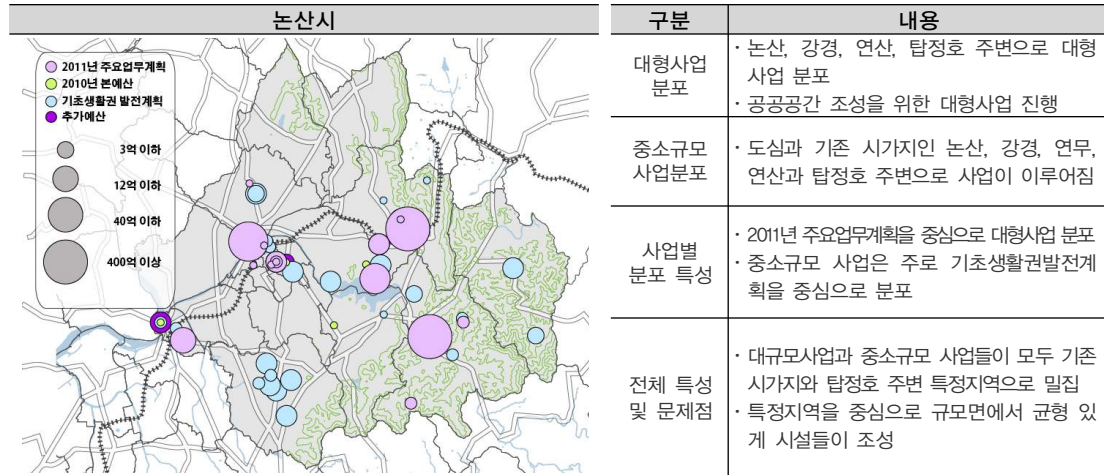 논산시
2011년 주요업무계획
2010년 본예산
기초생활권 발전계획
추가예산
3억 이하
12억 이하
40억 이하
400억 이상
구분 내용
대형사업
분포
· 논산, 강경, 연산, 탑정호 주변으로 대형
사업 분포
· 공공공간 조성을 위한 대형사업 진행
중소규모
사업분포
· 도심과 기존 시가지인 논산, 강경, 연무,
연산과 탑정호 주변으로 사업이 이루어짐
사업별
분포 특성
· 2011년 주요업무계획을 중심으로 대형사업 분포
· 중소규모 사업은 주로 기초생활권발전계
획을 중심으로 분포
전체 특성
및 문제점
· 대규모사업과 중소규모 사업들이 모두 기존
시가지와 탑정호 주변 특정지역으로 밀집
· 특정지역을 중심으로 규모면에서 균형 있
게 시설들이 조성